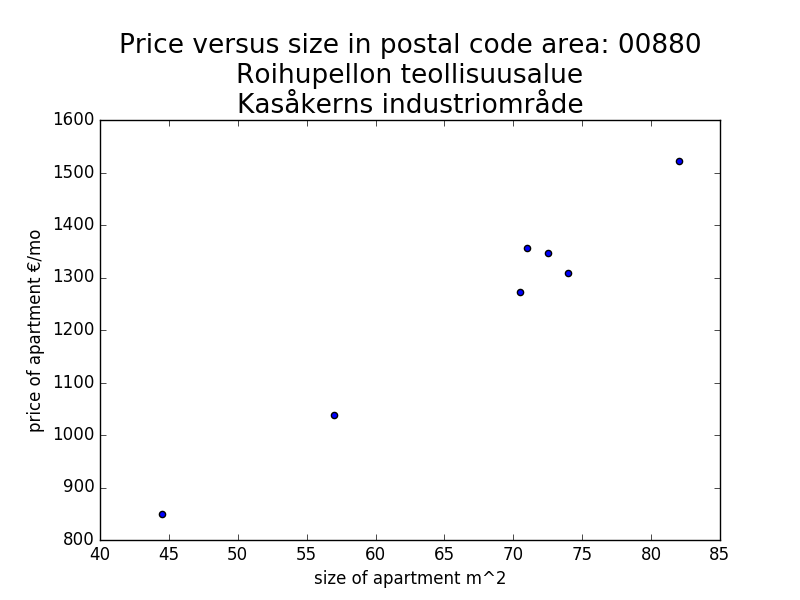 Price versus size in postal code area: 00880
Roihupellon teollisuusalue
Kasåkerns industriområde
1600
1500
1400
1300
1200
1100
1000
900
800
price of apartment €/mo
40 45 50 55 60 65 70 75 80 85
size of apartment m^2